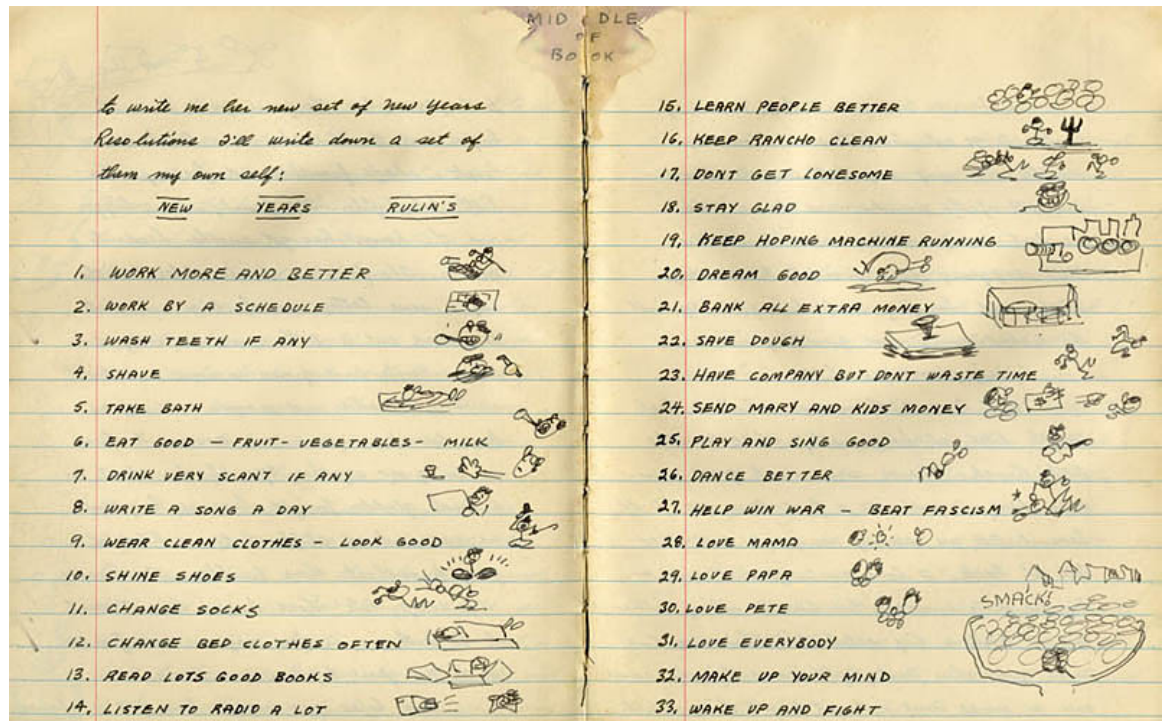 MIDDLE
OF
BOOK
to write me her new set of New Years
Resolutions I'll write down a set of
them my own self:
NEW YEARS RULIN'S
1. WORK MORE AND BETTER
2. WORK BY A SCHEDULE
3. WASH TEETH IF ANY
4. SHAVE
5. TAKE BATH
6. EAT GOOD — FRUIT - VEGETABLES - MILK
7. DRINK VERY SCANT IF ANY
8. WRITE A SONG A DAY
9. WEAR CLEAN CLOTHES — LOOK GOOD
10. SHINE SHOES
11. CHANGE SOCKS
12. CHANGE BED CLOTHES OFTEN
13. READ LOTS GOOD BOOKS
14. LISTEN TO RADIO A LOT
15. LEARN PEOPLE BETTER
16. KEEP RANCHO CLEAN
17. DONT GET LONESOME
18. STAY GLAD
19. KEEP HOPING MACHINE RUNNING
20. DREAM GOOD
21. BANK ALL EXTRA MONEY
22. SAVE DOUGH
23. HAVE COMPANY BUT DONT WASTE TIME
24. SEND MARY AND KIDS MONEY
25. PLAY AND SING GOOD
26. DANCE BETTER
27. HELP WIN WAR — BEAT FASCISM
28. LOVE MAMA
29. LOVE PAPA
SMACK!
30. LOVE PETE
31. LOVE EVERYBODY
32. MAKE UP YOUR MIND
33. WAKE UP AND FIGHT